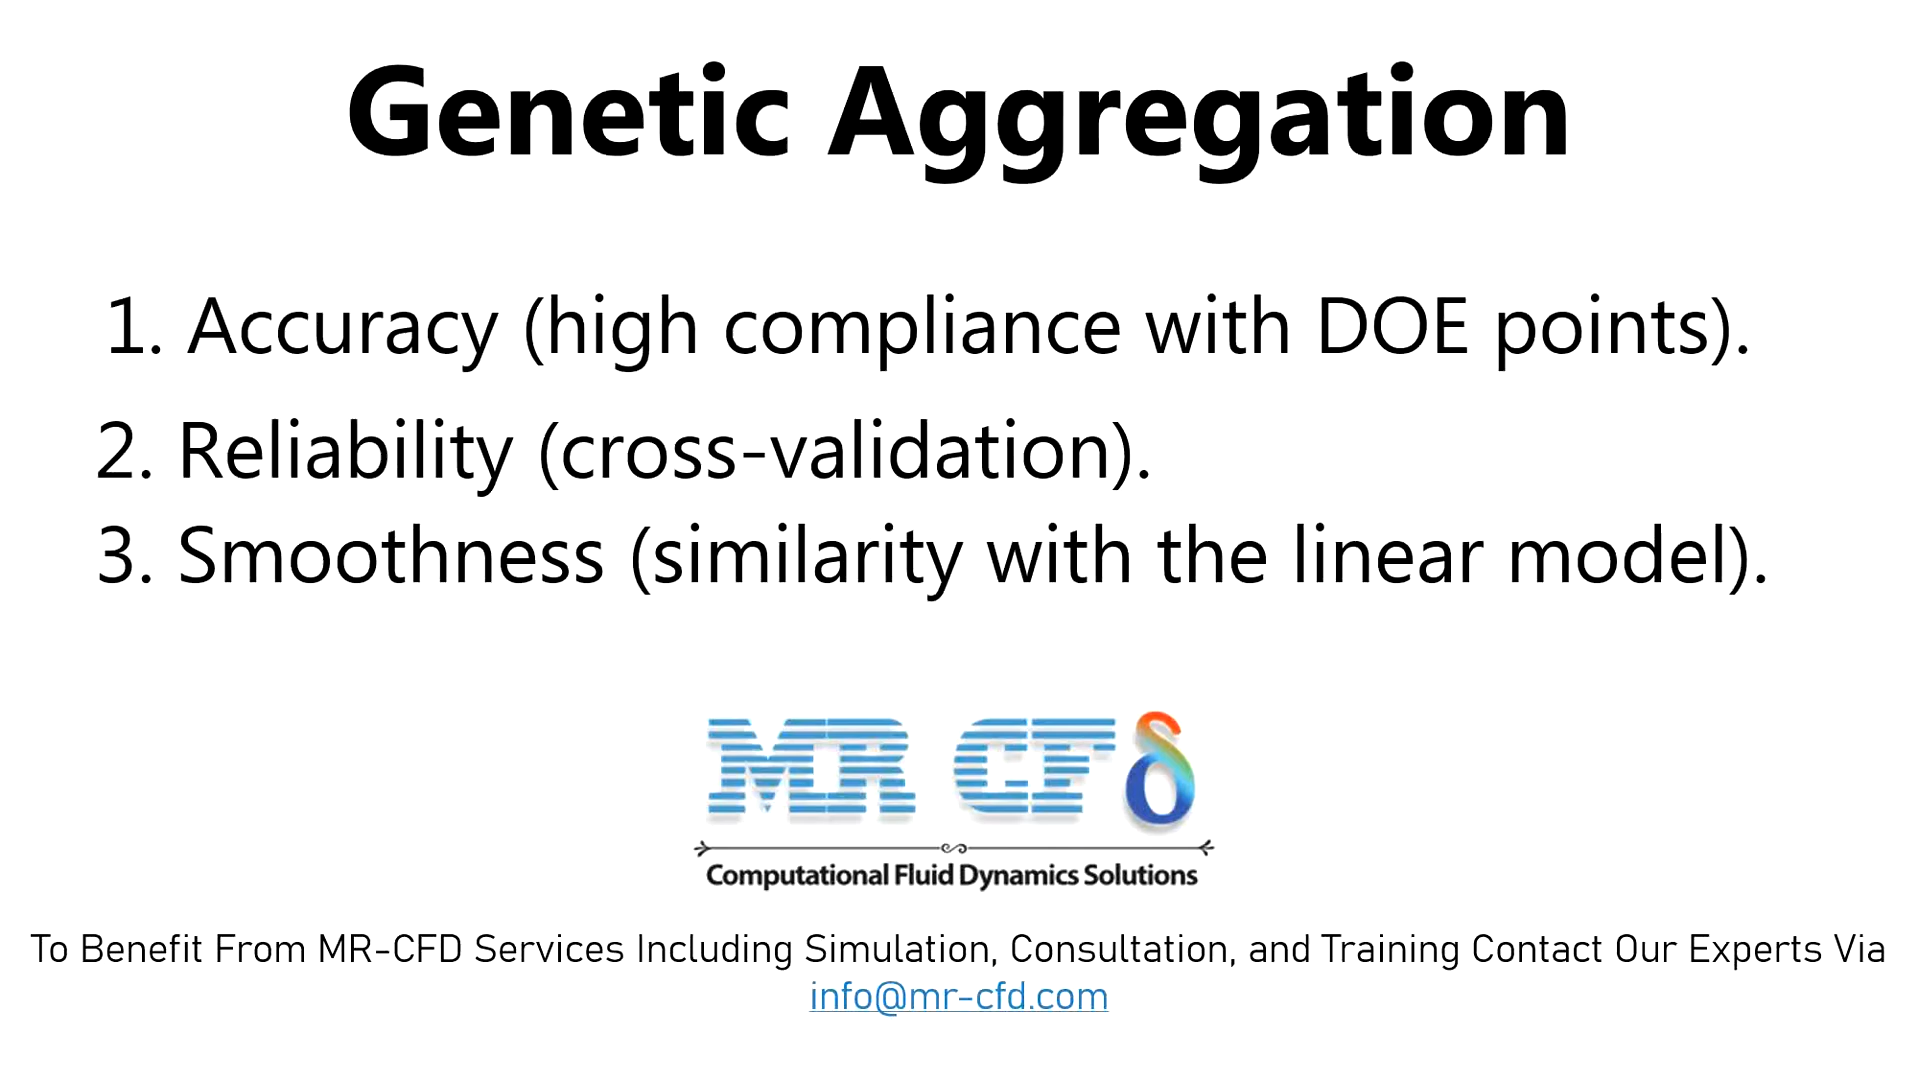 Genetic Aggregation
1. Accuracy (high compliance with DOE points).
2. Reliability (cross-validation).
3. Smoothness (similarity with the linear model).
MR CFδ
Computational Fluid Dynamics Solutions
To Benefit From MR-CFD Services Including Simulation, Consultation, and Training Contact Our Experts Via
info@mr-cfd.com